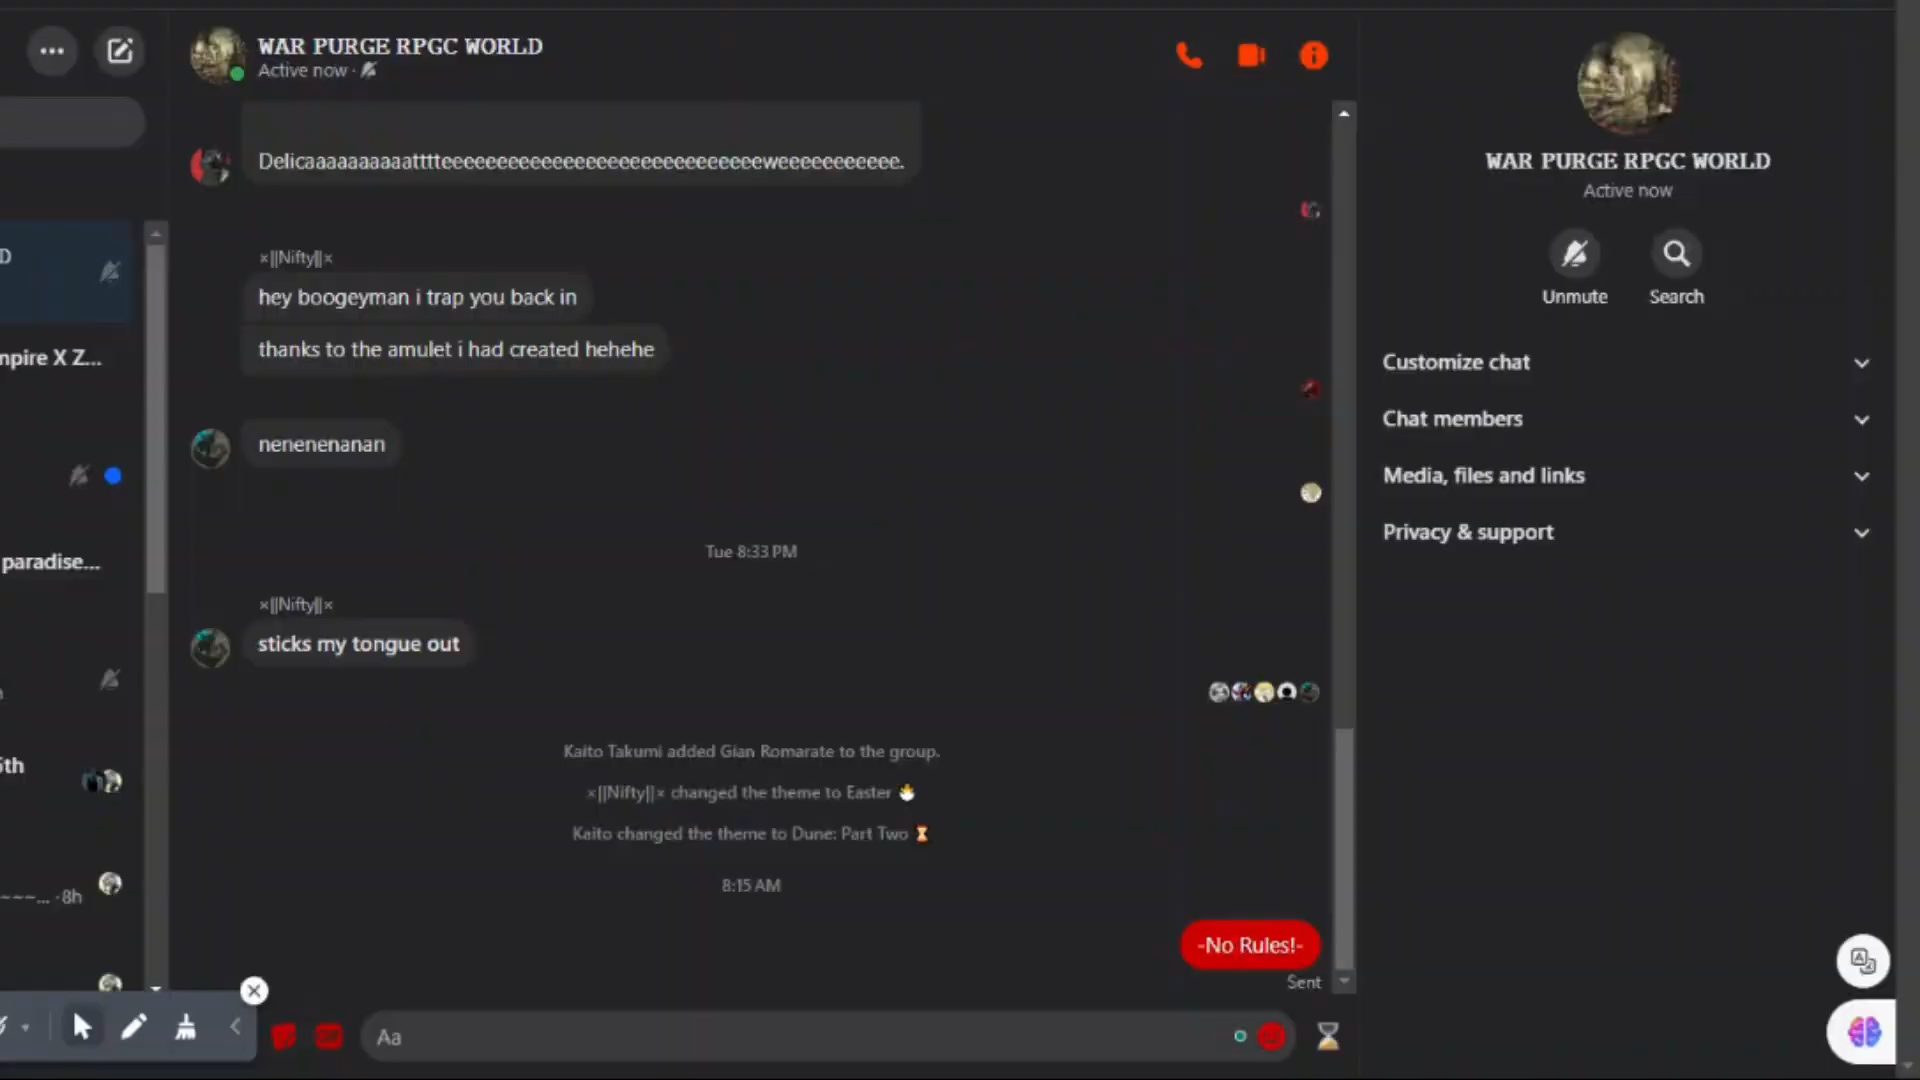 WAR PURGE RPGC WORLD
Active now ·
Delicaaaaaaaaaattttteeeeeeeeeeeeeeeeeeeeeeeeeeeeeweeeeeeeeeee.
×||Nifty||×
hey boogeyman i trap you back in
thanks to the amulet i had created hehehe
nenenenanan
Tue 8:33 PM
×||Nifty||×
sticks my tongue out
Kaito Takumi added Gian Romarate to the group.
×||Nifty||× changed the theme to Easter 🐣
Kaito changed the theme to Dune: Part Two ⏳
8:15 AM
-No Rules!-
Sent
Aa
D
npire X Z...
paradise...
5th
~~~... · 8h
WAR PURGE RPGC WORLD
Active now
Unmute
Search
Customize chat
Chat members
Media, files and links
Privacy & support